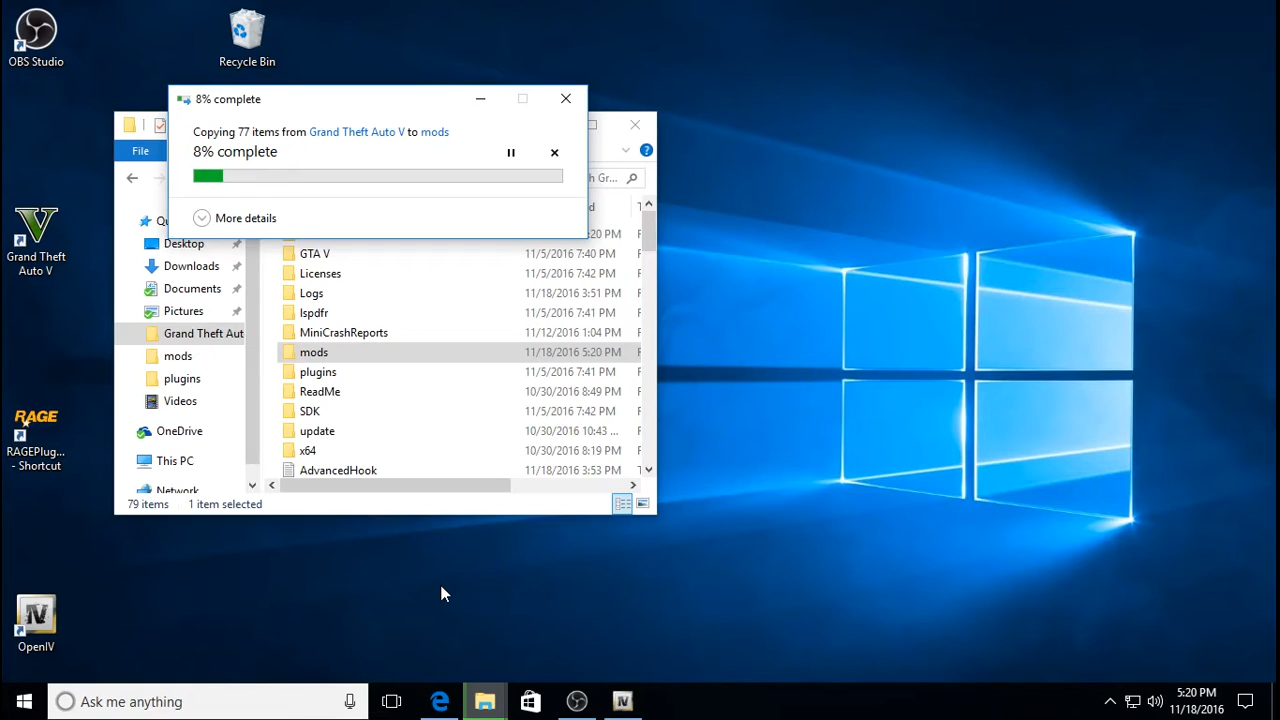 OBS Studio
Recycle Bin
Grand Theft
Auto V
RAGE
RAGEPlug...
- Shortcut
IV
OpenIV
8% complete
Copying 77 items from Grand Theft Auto V to mods
8% complete
More details
File
h Gr...
Desktop
Downloads
Documents
Pictures
Grand Theft Aut
mods
plugins
Videos
OneDrive
This PC
Network
GTA V 11/5/2016 7:40 PM
Licenses 11/5/2016 7:42 PM
Logs 11/18/2016 3:51 PM
lspdfr 11/5/2016 7:41 PM
MiniCrashReports 11/12/2016 1:04 PM
mods 11/18/2016 5:20 PM
plugins 11/5/2016 7:41 PM
ReadMe 10/30/2016 8:49 PM
SDK 11/5/2016 7:42 PM
update 10/30/2016 10:43 ...
x64 10/30/2016 8:19 PM
AdvancedHook 11/18/2016 3:53 PM
79 items 1 item selected
Ask me anything
5:20 PM
11/18/2016